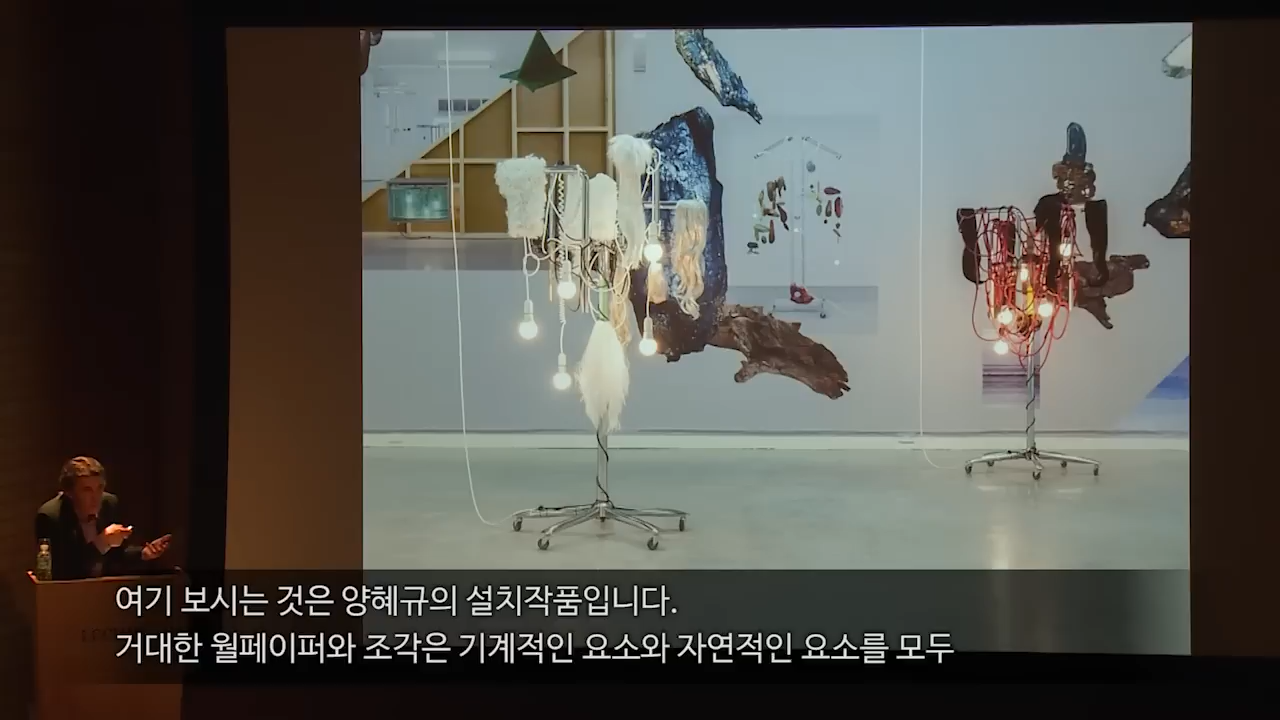 여기 보시는 것은 양혜규의 설치작품입니다.
거대한 월페이퍼와 조각은 기계적인 요소와 자연적인 요소를 모두